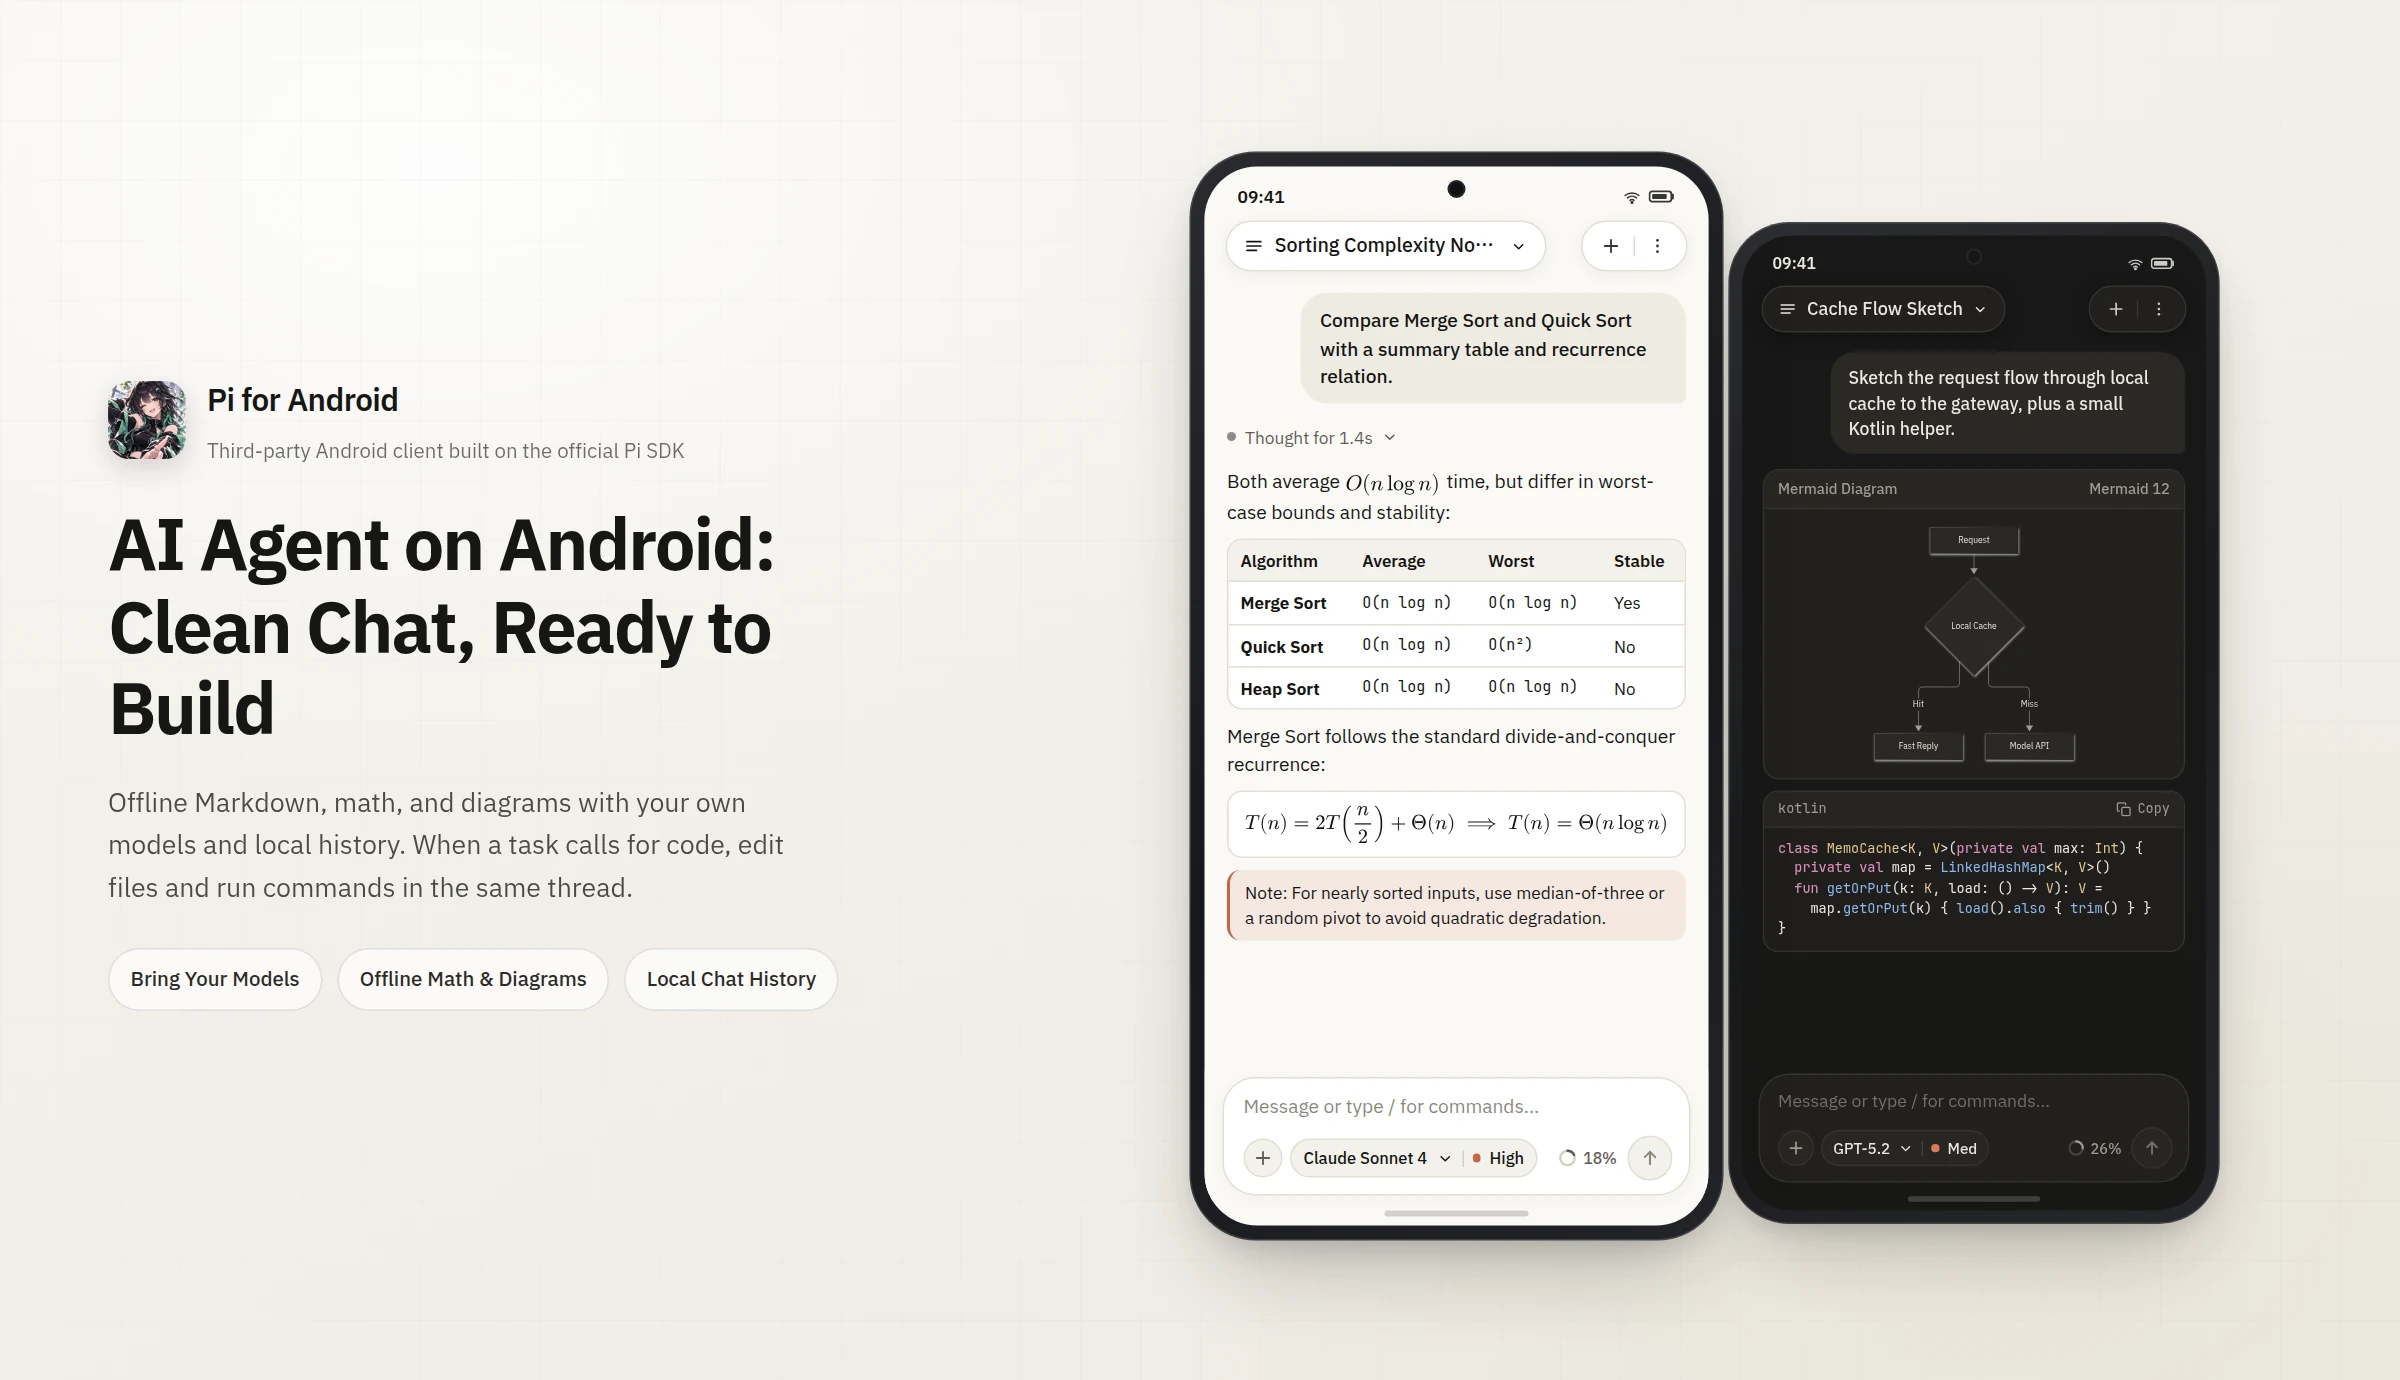 Pi for Android
Third-party Android client built on the official Pi SDK
AI Agent on Android:
Clean Chat, Ready to
Build
Offline Markdown, math, and diagrams with your own
models and local history. When a task calls for code, edit
files and run commands in the same thread.
Bring Your Models
Offline Math & Diagrams
Local Chat History
09:41
Sorting Complexity No···
Compare Merge Sort and Quick Sort
with a summary table and recurrence
relation.
Thought for 1.4s
Both average O(n log n) time, but differ in worst-
case bounds and stability:
Algorithm Average Worst Stable
Merge Sort O(n log n) O(n log n) Yes
Quick Sort O(n log n) O(n²) No
Heap Sort O(n log n) O(n log n) No
Merge Sort follows the standard divide-and-conquer
recurrence:
T(n) = 2T(n/2) + Θ(n) ⟹ T(n) = Θ(n log n)
Note: For nearly sorted inputs, use median-of-three or
a random pivot to avoid quadratic degradation.
Message or type / for commands...
Claude Sonnet 4 High 18%
09:41
Cache Flow Sketch
Sketch the request flow through local
cache to the gateway, plus a small
Kotlin helper.
Mermaid Diagram Mermaid 12
Request
Local Cache
Hit Miss
Fast Reply Model API
kotlin Copy
class MemoCache<K, V>(private val max: Int) {
  private val map = LinkedHashMap<K, V>()
  fun getOrPut(k: K, load: () -> V): V =
    map.getOrPut(k) { load().also { trim() } }
}
Message or type / for commands...
GPT-5.2 Med 26%